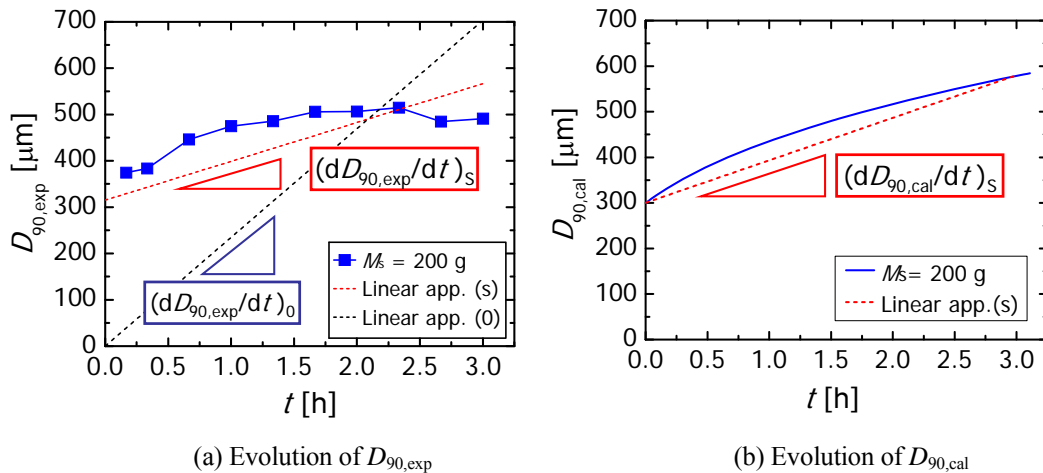 700
600
500
400
300
200
100
0
D90,exp [μm]
(dD90,exp/dt)S
(dD90,exp/dt)0
Ms = 200 g
Linear app. (s)
Linear app. (0)
0 0.5 1.0 1.5 2.0 2.5 3.0
t [h]
(a) Evolution of D90,exp
700
600
500
400
300
200
100
0
D90,cal [μm]
(dD90,cal/dt)S
Ms= 200 g
Linear app.(s)
0.0 0.5 1.0 1.5 2.0 2.5 3.0
t [h]
(b) Evolution of D90,cal